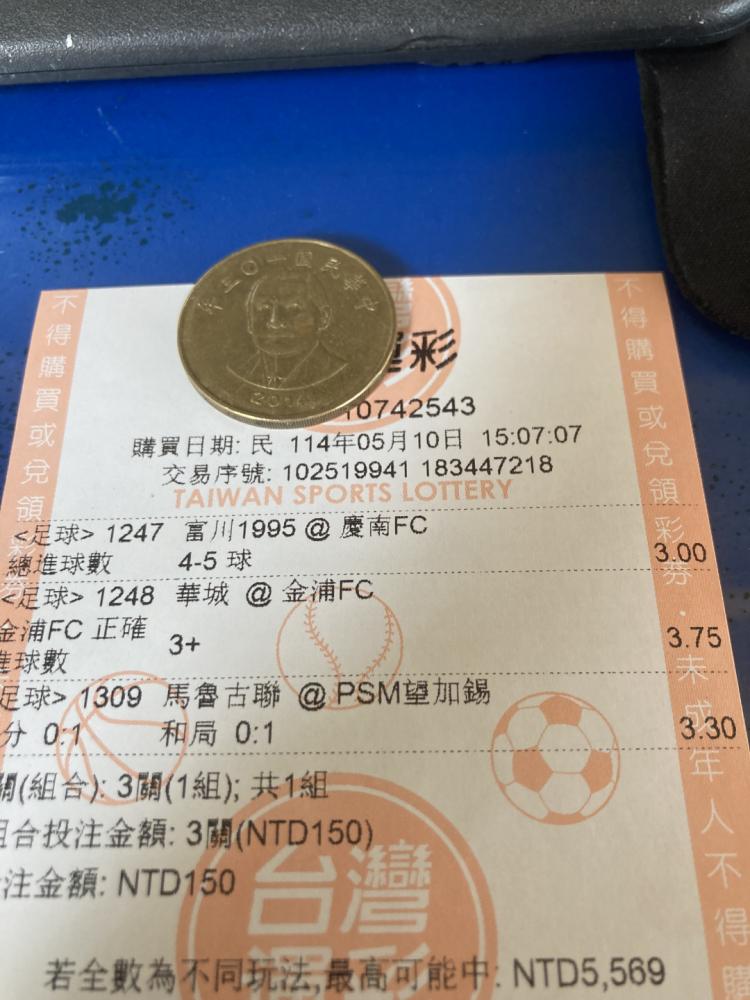 中華民國一〇三年
2014
彩
10742543
購買日期: 民 114年05月10日 15:07:07
交易序號: 102519941 183447218
TAIWAN SPORTS LOTTERY
<足球> 1247 富川1995 @ 慶南FC
總進球數 4-5 球 3.00
<足球> 1248 華城 @ 金浦FC
金浦FC 正確 3+ 3.75
進球數
足球> 1309 馬魯古聯 @ PSM望加錫
分 0:1 和局 0:1 3.30
關(組合): 3關(1組); 共1組
組合投注金額: 3關(NTD150)
注金額: NTD150
台灣
運彩
若全數為不同玩法,最高可能中: NTD5,569
不得購買或兌領彩券
不得購買或兌領彩券・未成年人不得購